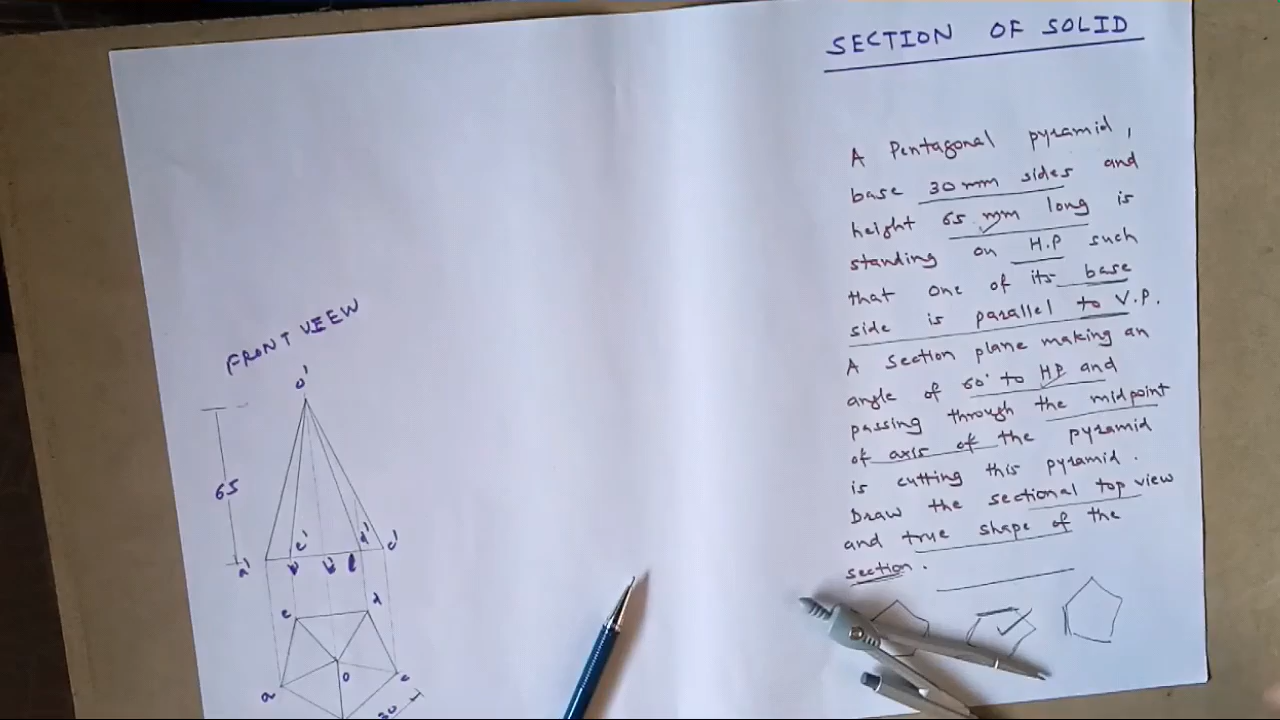 SECTION OF SOLID
A Pentagonal pyramid,
base 30mm sides and
height 65 mm long is
standing on H.P such
that one of its base
side is parallel to V.P.
A section plane making an
angle of 60° to HP and
passing through the midpoint
of axis of the pyramid
is cutting this pyramid.
Draw the sectional top view
and true shape of the
section.
FRONT VIEW
o'
65
a' e' b' d' c'
e d
a o c
30